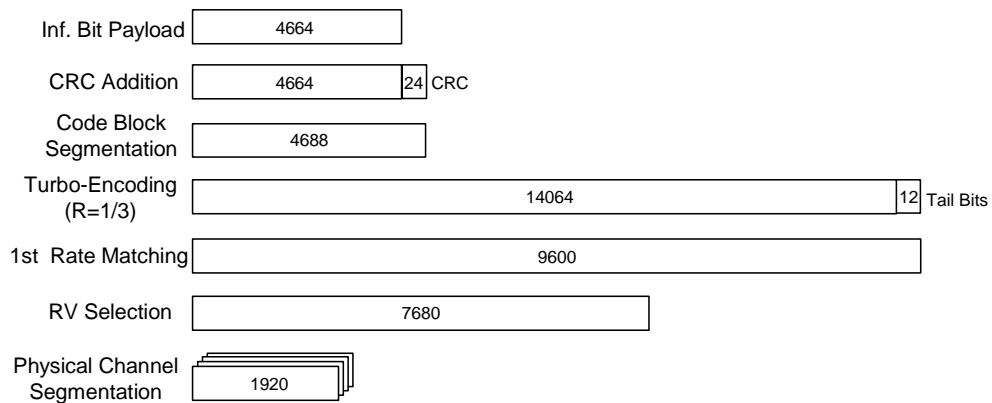 Inf. Bit Payload 4664
CRC Addition 4664 24 CRC
Code Block
Segmentation 4688
Turbo-Encoding
(R=1/3) 14064 12 Tail Bits
1st Rate Matching 9600
RV Selection 7680
Physical Channel
Segmentation 1920